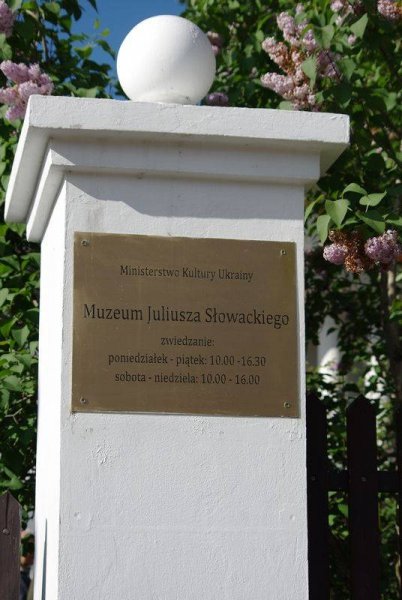 Ministerstwo Kultury Ukrainy
Muzeum Juliusza Słowackiego
zwiedzanie:
poniedziałek - piątek: 10.00 -16.30
sobota - niedziela: 10.00 - 16.00